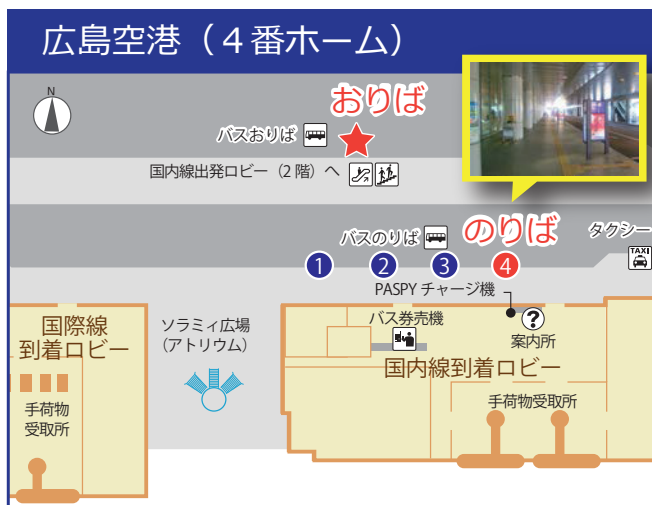 広島空港（４番ホーム）
N
おりば
バスおりば
国内線出発ロビー（2 階）へ
バスのりば
のりば
タクシー
TAXI
1
2
3
4
PASPY チャージ機
国際線
到着ロビー
ソラミィ広場
（アトリウム）
バス券売機
?
案内所
国内線到着ロビー
手荷物
受取所
手荷物受取所